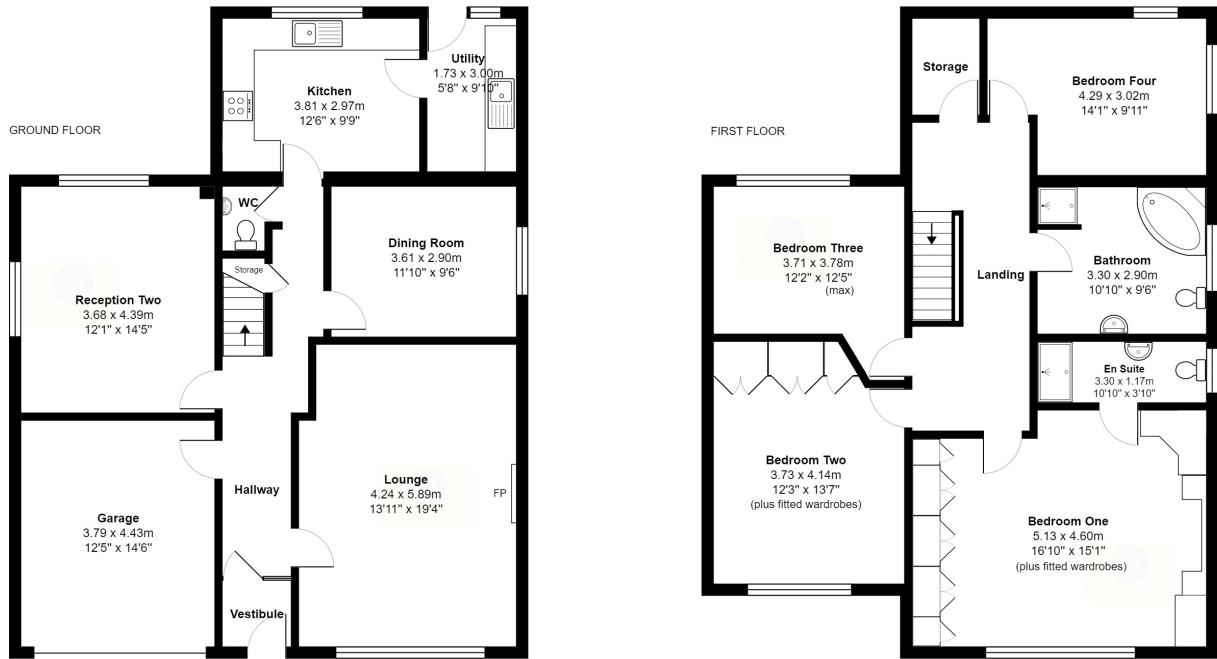 GROUND FLOOR
Kitchen
3.81 x 2.97m
12'6" x 9'9"
Utility
1.73 x 3.00m
5'8" x 9'10"
WC
Storage
Reception Two
3.68 x 4.39m
12'1" x 14'5"
Dining Room
3.61 x 2.90m
11'10" x 9'6"
Lounge
4.24 x 5.89m
13'11" x 19'4"
FP
Hallway
Garage
3.79 x 4.43m
12'5" x 14'6"
Vestibule
FIRST FLOOR
Storage
Bedroom Four
4.29 x 3.02m
14'1" x 9'11"
Bedroom Three
3.71 x 3.78m
12'2" x 12'5"
(max)
Landing
Bathroom
3.30 x 2.90m
10'10" x 9'6"
En Suite
3.30 x 1.17m
10'10" x 3'10"
Bedroom Two
3.73 x 4.14m
12'3" x 13'7"
(plus fitted wardrobes)
Bedroom One
5.13 x 4.60m
16'10" x 15'1"
(plus fitted wardrobes)